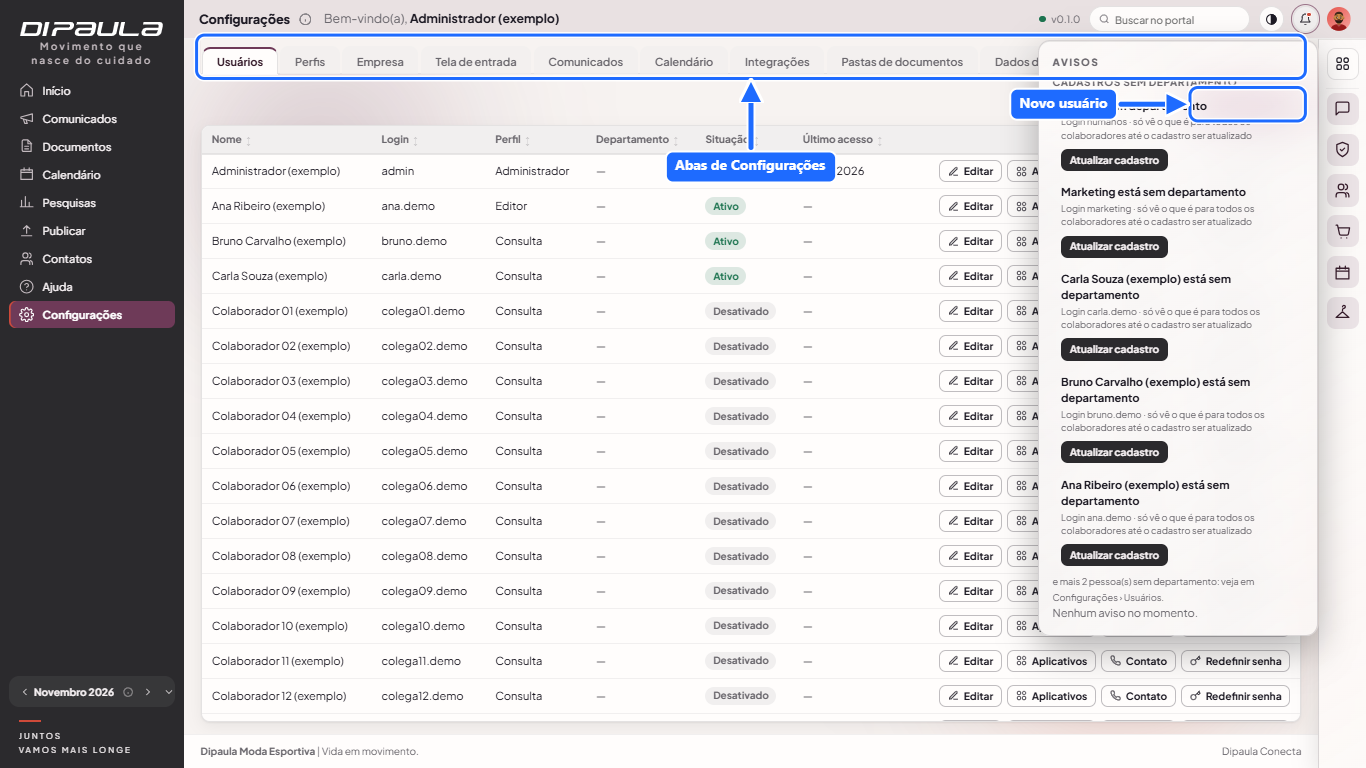 DIPAULA
Movimento que
nasce do cuidado
Início
Comunicados
Documentos
Calendário
Pesquisas
Publicar
Contatos
Ajuda
Configurações
Novembro 2026
JUNTOS
VAMOS MAIS LONGE
Configurações Bem-vindo(a), Administrador (exemplo) v0.1.0 Buscar no portal
Usuários Perfis Empresa Tela de entrada Comunicados Calendário Integrações Pastas de documentos Dados d
Nome Login Perfil Departamento Situação Último acesso
Administrador (exemplo) admin Administrador — 2026 Editar A
Ana Ribeiro (exemplo) ana.demo Editor — Ativo — Editar A
Bruno Carvalho (exemplo) bruno.demo Consulta — Ativo — Editar A
Carla Souza (exemplo) carla.demo Consulta — Ativo — Editar A
Colaborador 01 (exemplo) colega01.demo Consulta — Desativado — Editar A
Colaborador 02 (exemplo) colega02.demo Consulta — Desativado — Editar A
Colaborador 03 (exemplo) colega03.demo Consulta — Desativado — Editar A
Colaborador 04 (exemplo) colega04.demo Consulta — Desativado — Editar A
Colaborador 05 (exemplo) colega05.demo Consulta — Desativado — Editar A
Colaborador 06 (exemplo) colega06.demo Consulta — Desativado — Editar A
Colaborador 07 (exemplo) colega07.demo Consulta — Desativado — Editar A
Colaborador 08 (exemplo) colega08.demo Consulta — Desativado — Editar A
Colaborador 09 (exemplo) colega09.demo Consulta — Desativado — Editar A
Colaborador 10 (exemplo) colega10.demo Consulta — Desativado — Editar A
Colaborador 11 (exemplo) colega11.demo Consulta — Desativado — Editar Aplicativos Contato Redefinir senha
Colaborador 12 (exemplo) colega12.demo Consulta — Desativado — Editar Aplicativos Contato Redefinir senha
Abas de Configurações
Novo usuário
AVISOS
CADASTROS SEM DEPARTAMENTO
departamento
Login humanos · só vê o que é para todos os
colaboradores até o cadastro ser atualizado
Atualizar cadastro
Marketing está sem departamento
Login marketing · só vê o que é para todos os
colaboradores até o cadastro ser atualizado
Atualizar cadastro
Carla Souza (exemplo) está sem
departamento
Login carla.demo · só vê o que é para todos os
colaboradores até o cadastro ser atualizado
Atualizar cadastro
Bruno Carvalho (exemplo) está sem
departamento
Login bruno.demo · só vê o que é para todos os
colaboradores até o cadastro ser atualizado
Atualizar cadastro
Ana Ribeiro (exemplo) está sem
departamento
Login ana.demo · só vê o que é para todos os
colaboradores até o cadastro ser atualizado
Atualizar cadastro
e mais 2 pessoa(s) sem departamento: veja em
Configurações › Usuários.
Nenhum aviso no momento.
Dipaula Moda Esportiva | Vida em movimento. Dipaula Conecta